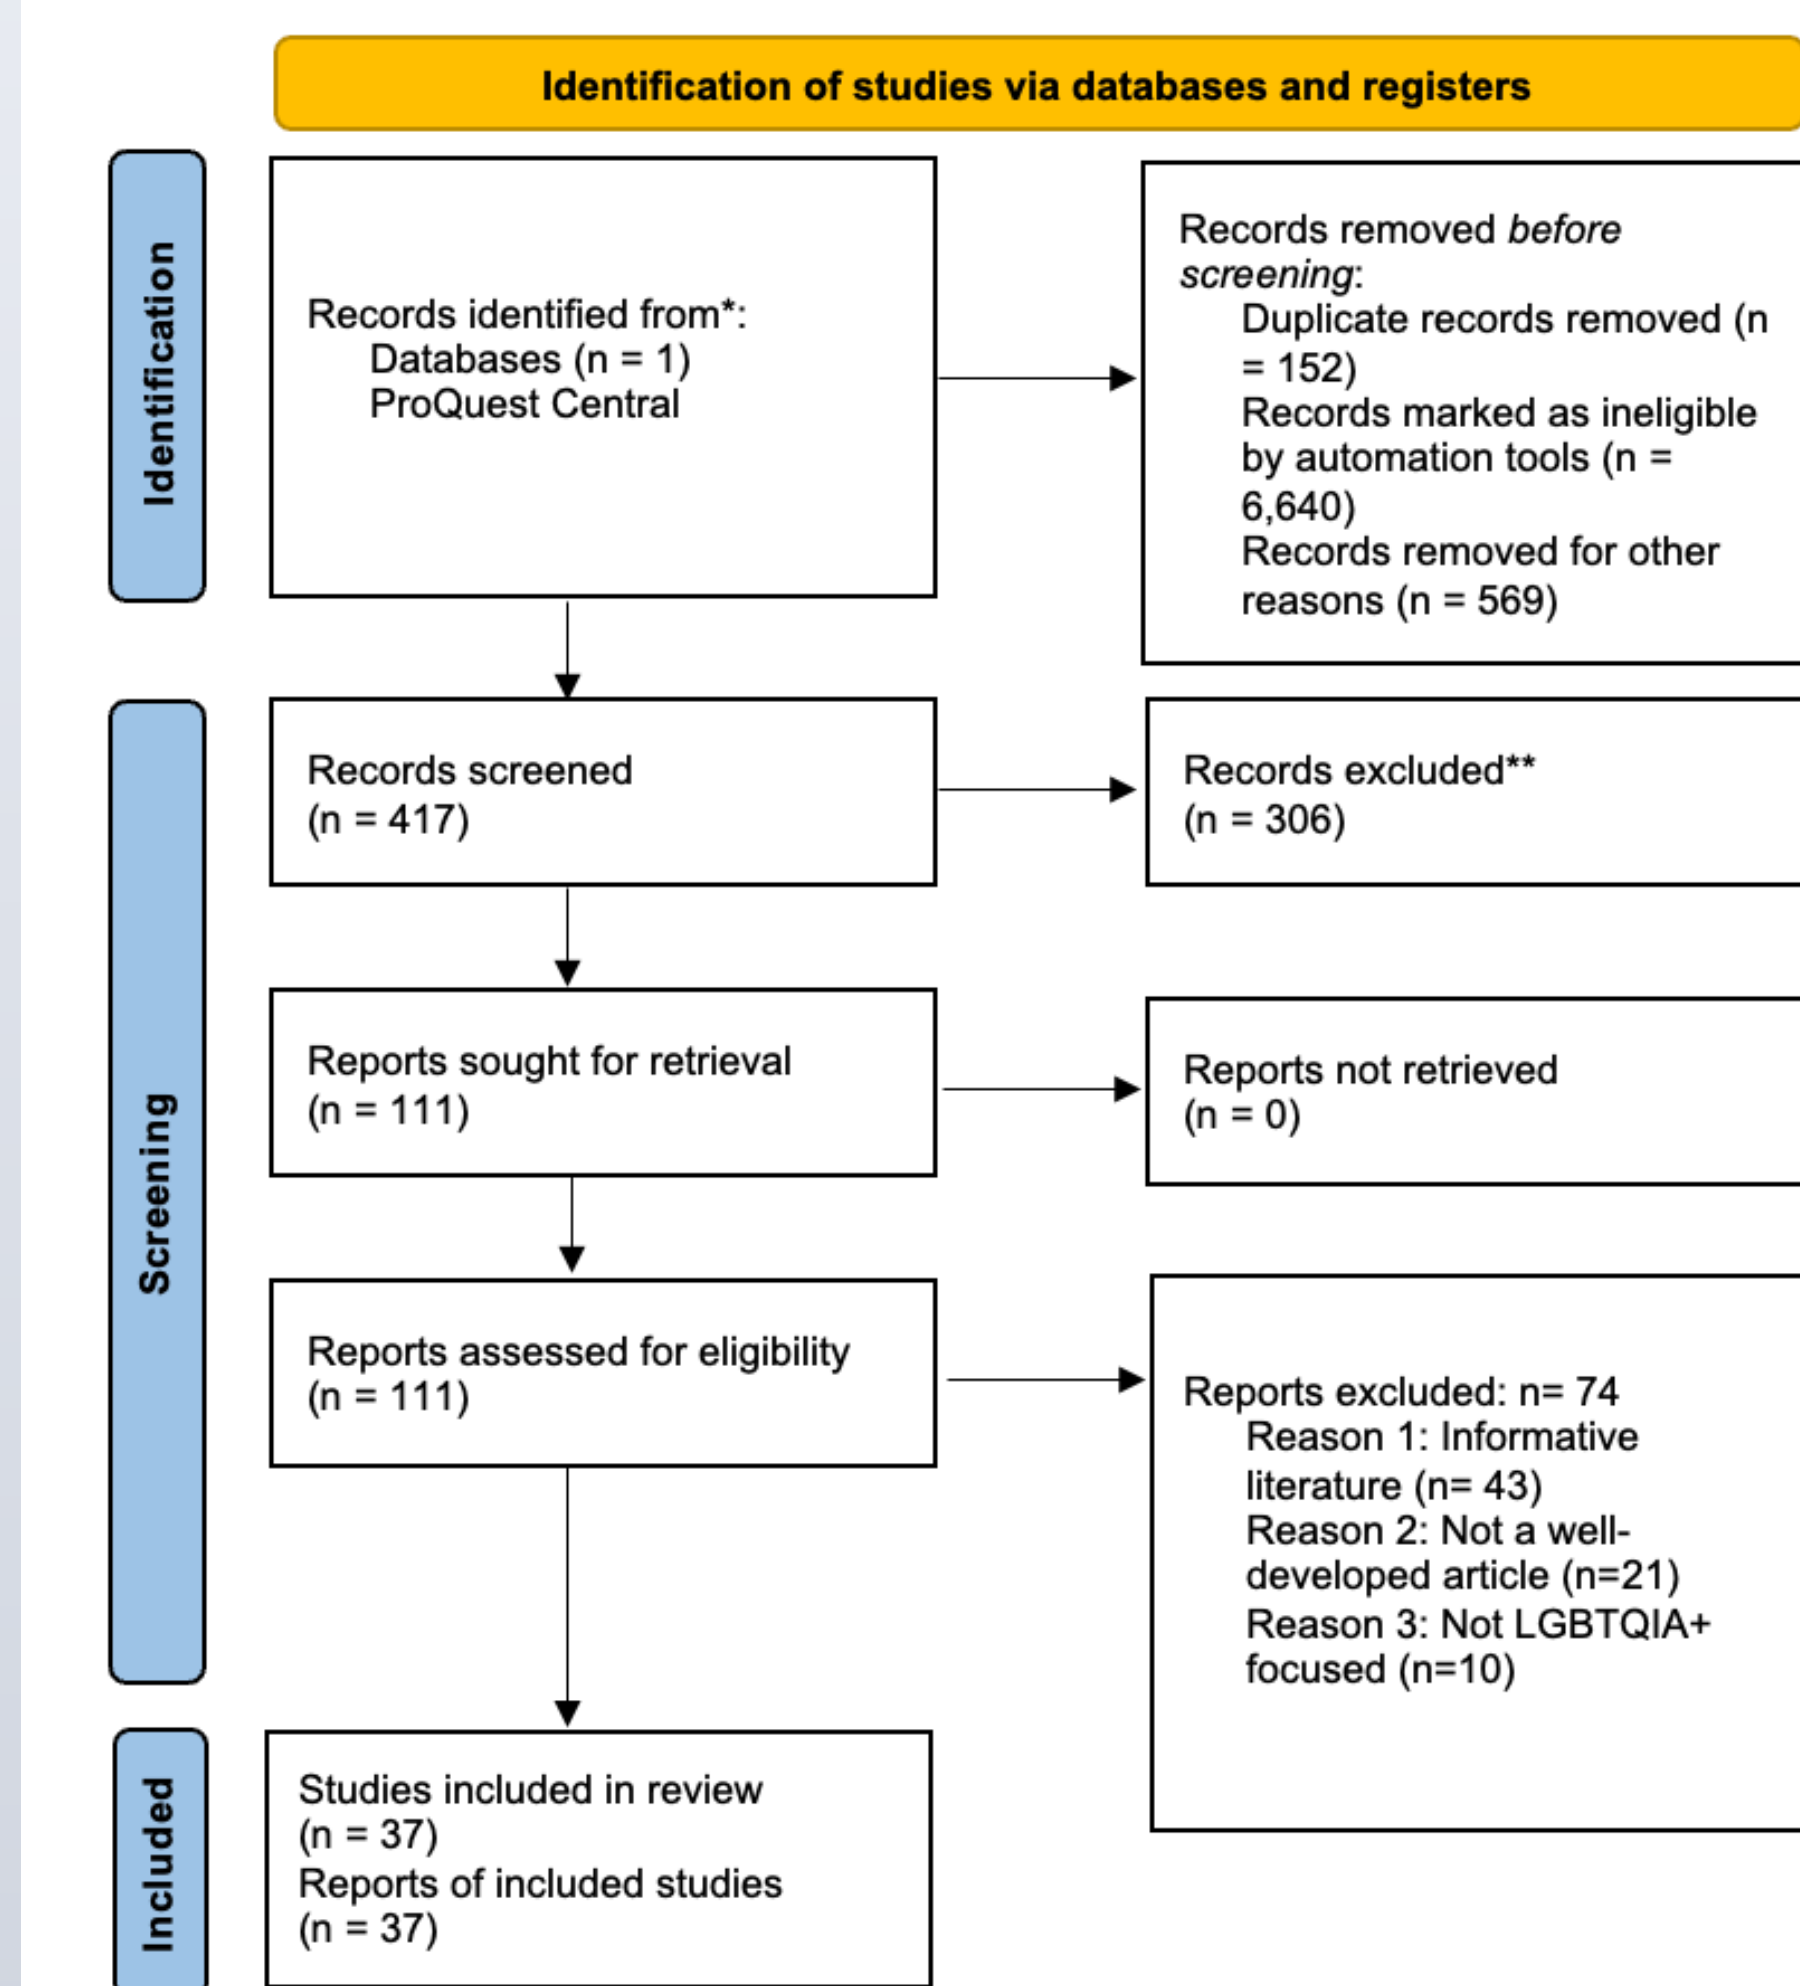 Identification of studies via databases and registers
Identification
Records identified from*:
Databases (n = 1)
ProQuest Central
Records removed before
screening:
Duplicate records removed (n
= 152)
Records marked as ineligible
by automation tools (n =
6,640)
Records removed for other
reasons (n = 569)
Screening
Records screened
(n = 417)
Records excluded**
(n = 306)
Reports sought for retrieval
(n = 111)
Reports not retrieved
(n = 0)
Reports assessed for eligibility
(n = 111)
Reports excluded: n= 74
Reason 1: Informative
literature (n= 43)
Reason 2: Not a well-
developed article (n=21)
Reason 3: Not LGBTQIA+
focused (n=10)
Included
Studies included in review
(n = 37)
Reports of included studies
(n = 37)